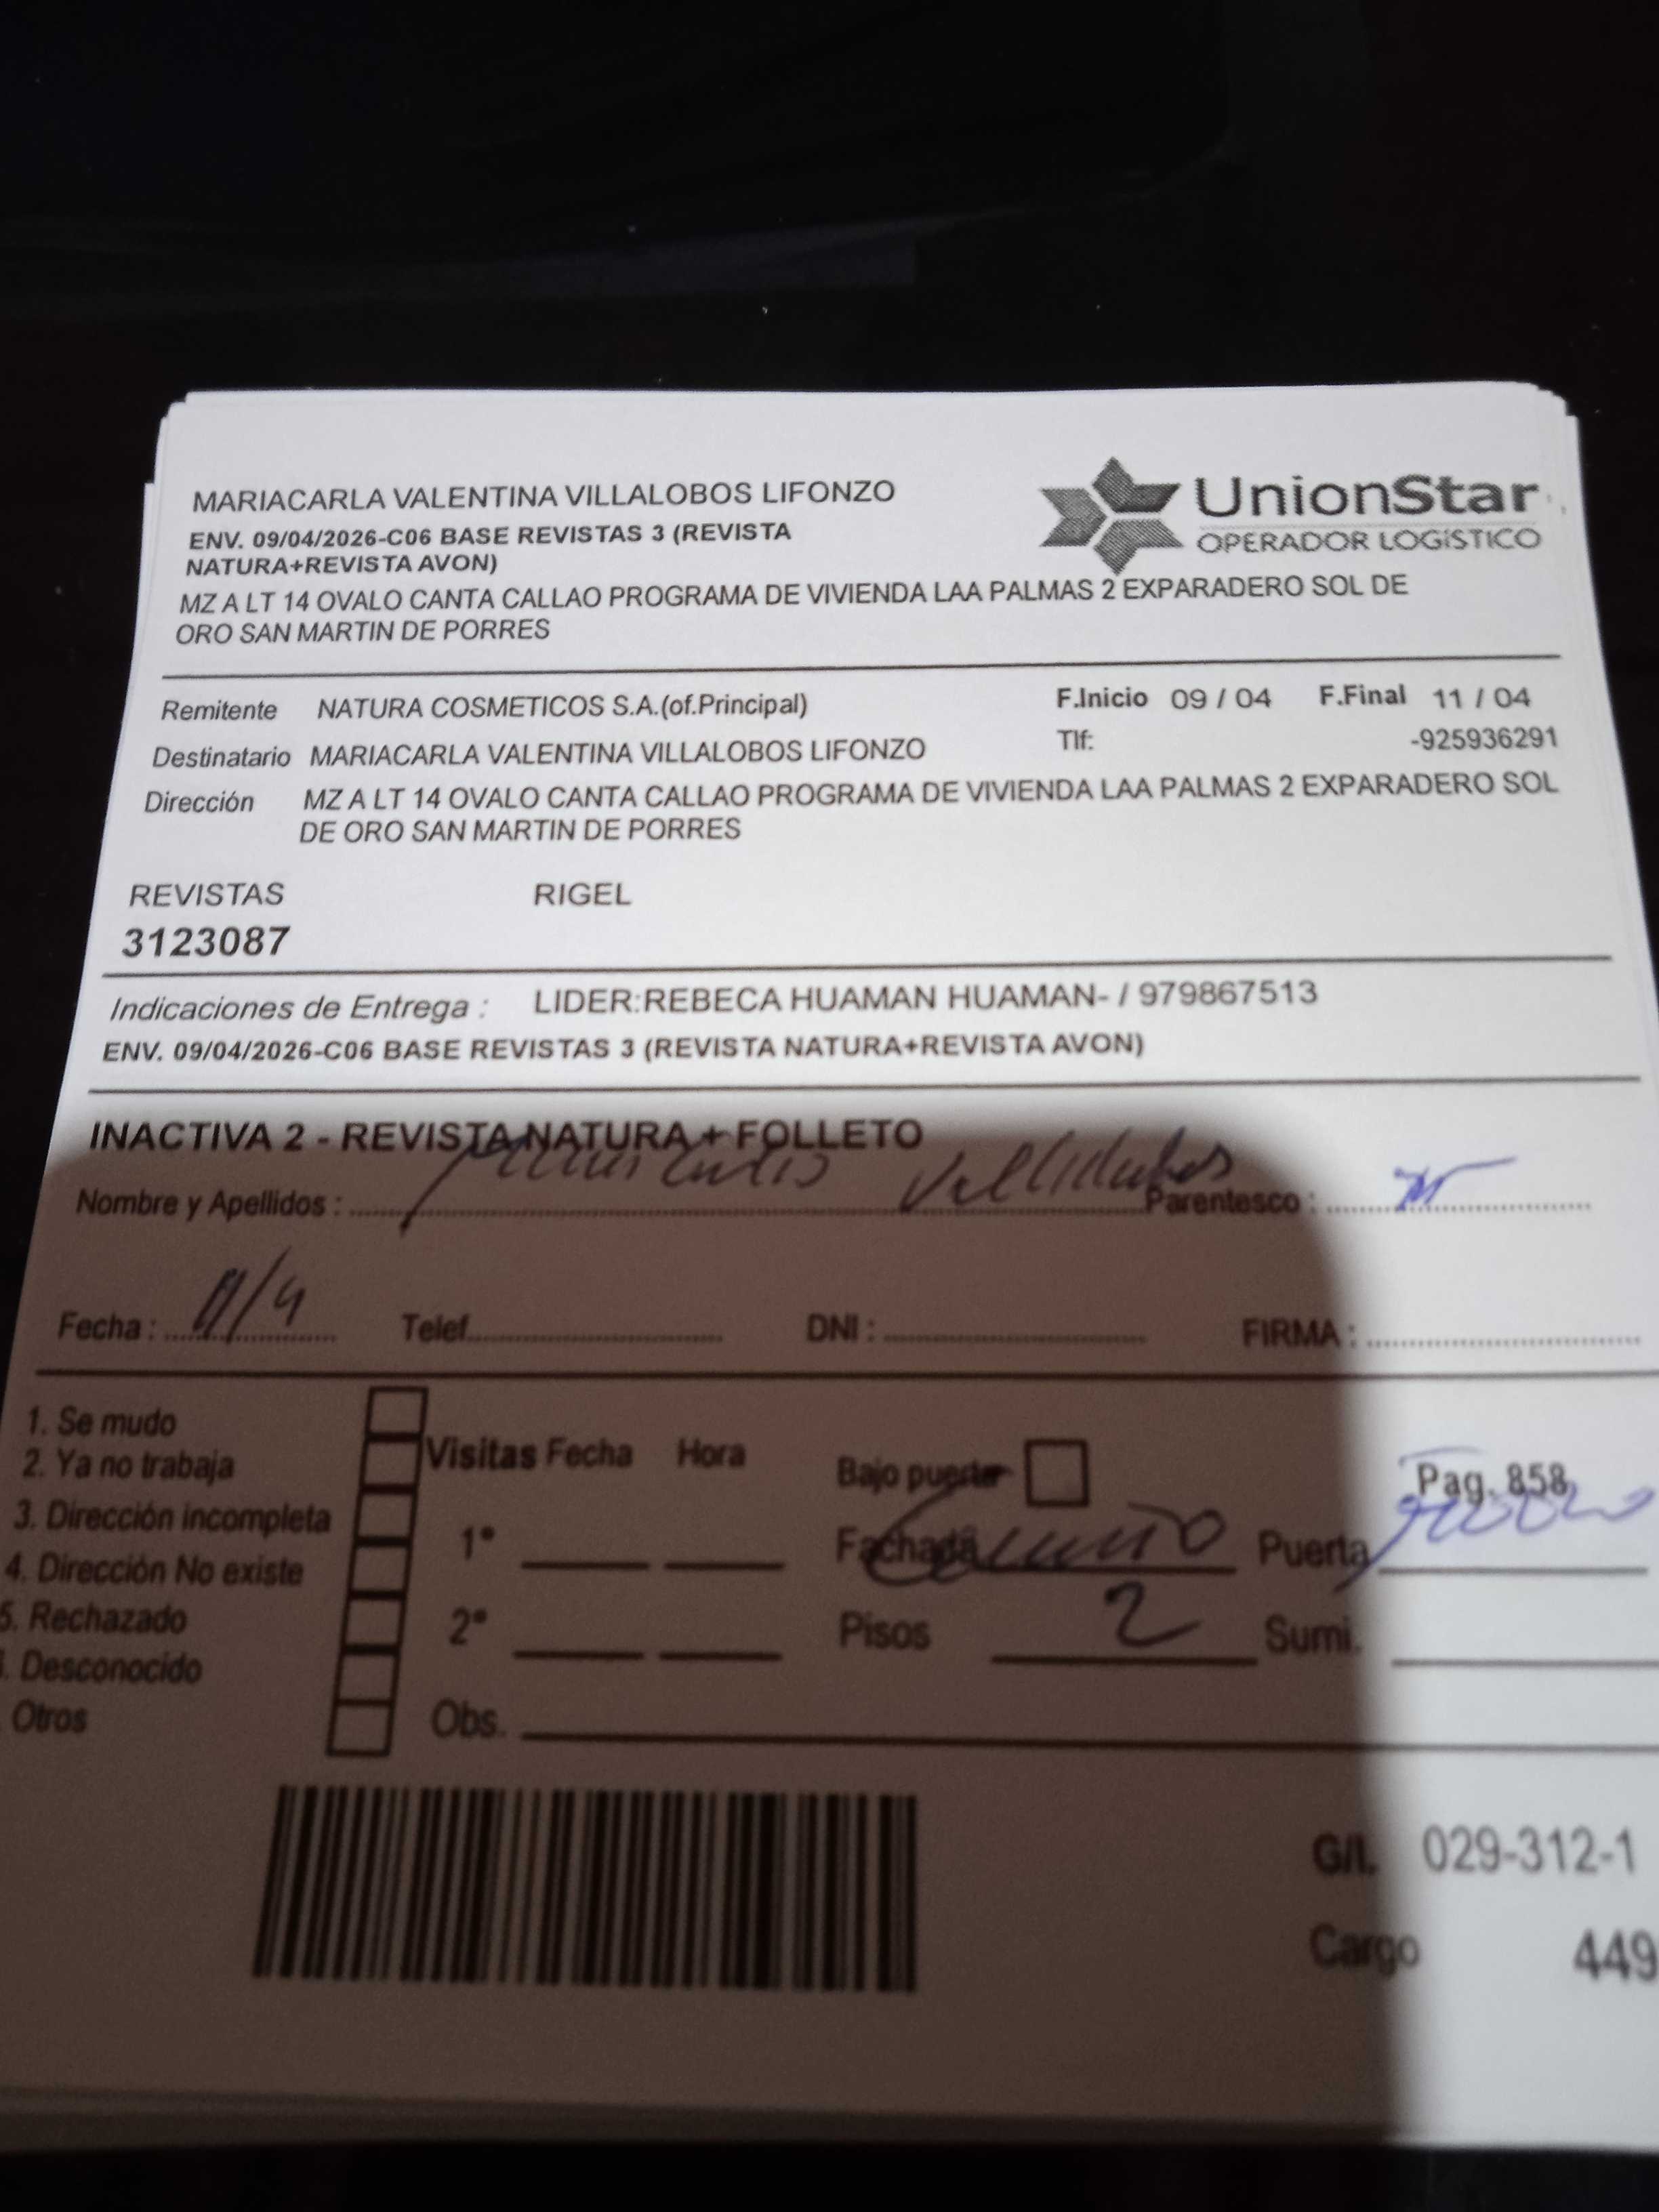 MARIACARLA VALENTINA VILLALOBOS LIFONZO
UnionStar
OPERADOR LOGÍSTICO
ENV. 09/04/2026-C06 BASE REVISTAS 3 (REVISTA
NATURA+REVISTA AVON)
MZ A LT 14 OVALO CANTA CALLAO PROGRAMA DE VIVIENDA LAA PALMAS 2 EXPARADERO SOL DE
ORO SAN MARTIN DE PORRES
Remitente NATURA COSMETICOS S.A.(of.Principal) F.Inicio 09 / 04 F.Final 11 / 04
Destinatario MARIACARLA VALENTINA VILLALOBOS LIFONZO Tlf: -925936291
Dirección MZ A LT 14 OVALO CANTA CALLAO PROGRAMA DE VIVIENDA LAA PALMAS 2 EXPARADERO SOL
DE ORO SAN MARTIN DE PORRES
REVISTAS RIGEL
3123087
Indicaciones de Entrega : LIDER:REBECA HUAMAN HUAMAN- / 979867513
ENV. 09/04/2026-C06 BASE REVISTAS 3 (REVISTA NATURA+REVISTA AVON)
INACTIVA 2 - REVISTA NATURA + FOLLETO
Nombre y Apellidos : Parentesco :
Fecha : 11/4 Telef. DNI : FIRMA :
1. Se mudo
2. Ya no trabaja
3. Dirección incompleta
4. Dirección No existe
5. Rechazado
. Desconocido
Otros
Visitas Fecha Hora
1°
2°
Obs.
Bajo puerta Pag. 858
Fachada Puerta
Pisos 2 Sumi.
G/I. 029-312-1
Cargo 449